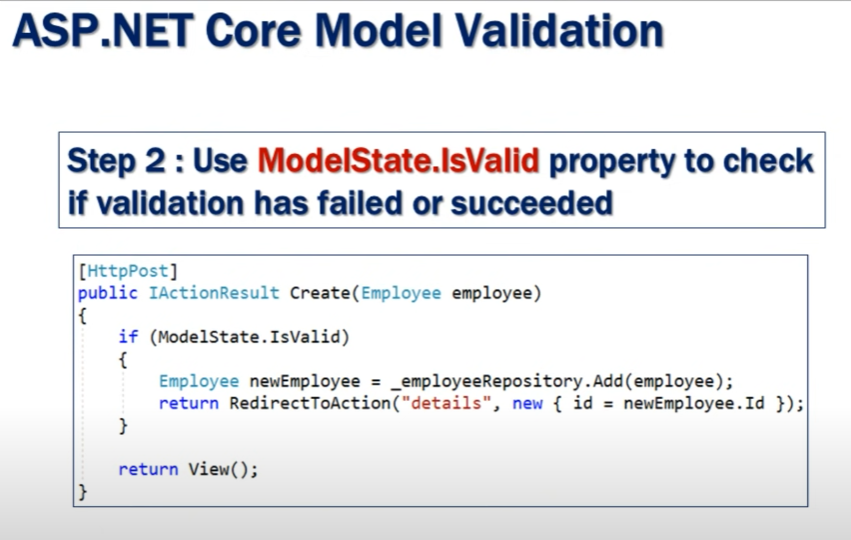 ASP.NET Core Model Validation
Step 2 : Use ModelState.IsValid property to check
if validation has failed or succeeded
[HttpPost]
public IActionResult Create(Employee employee)
{
    if (ModelState.IsValid)
    {
        Employee newEmployee = _employeeRepository.Add(employee);
        return RedirectToAction("details", new { id = newEmployee.Id });
    }
    return View();
}